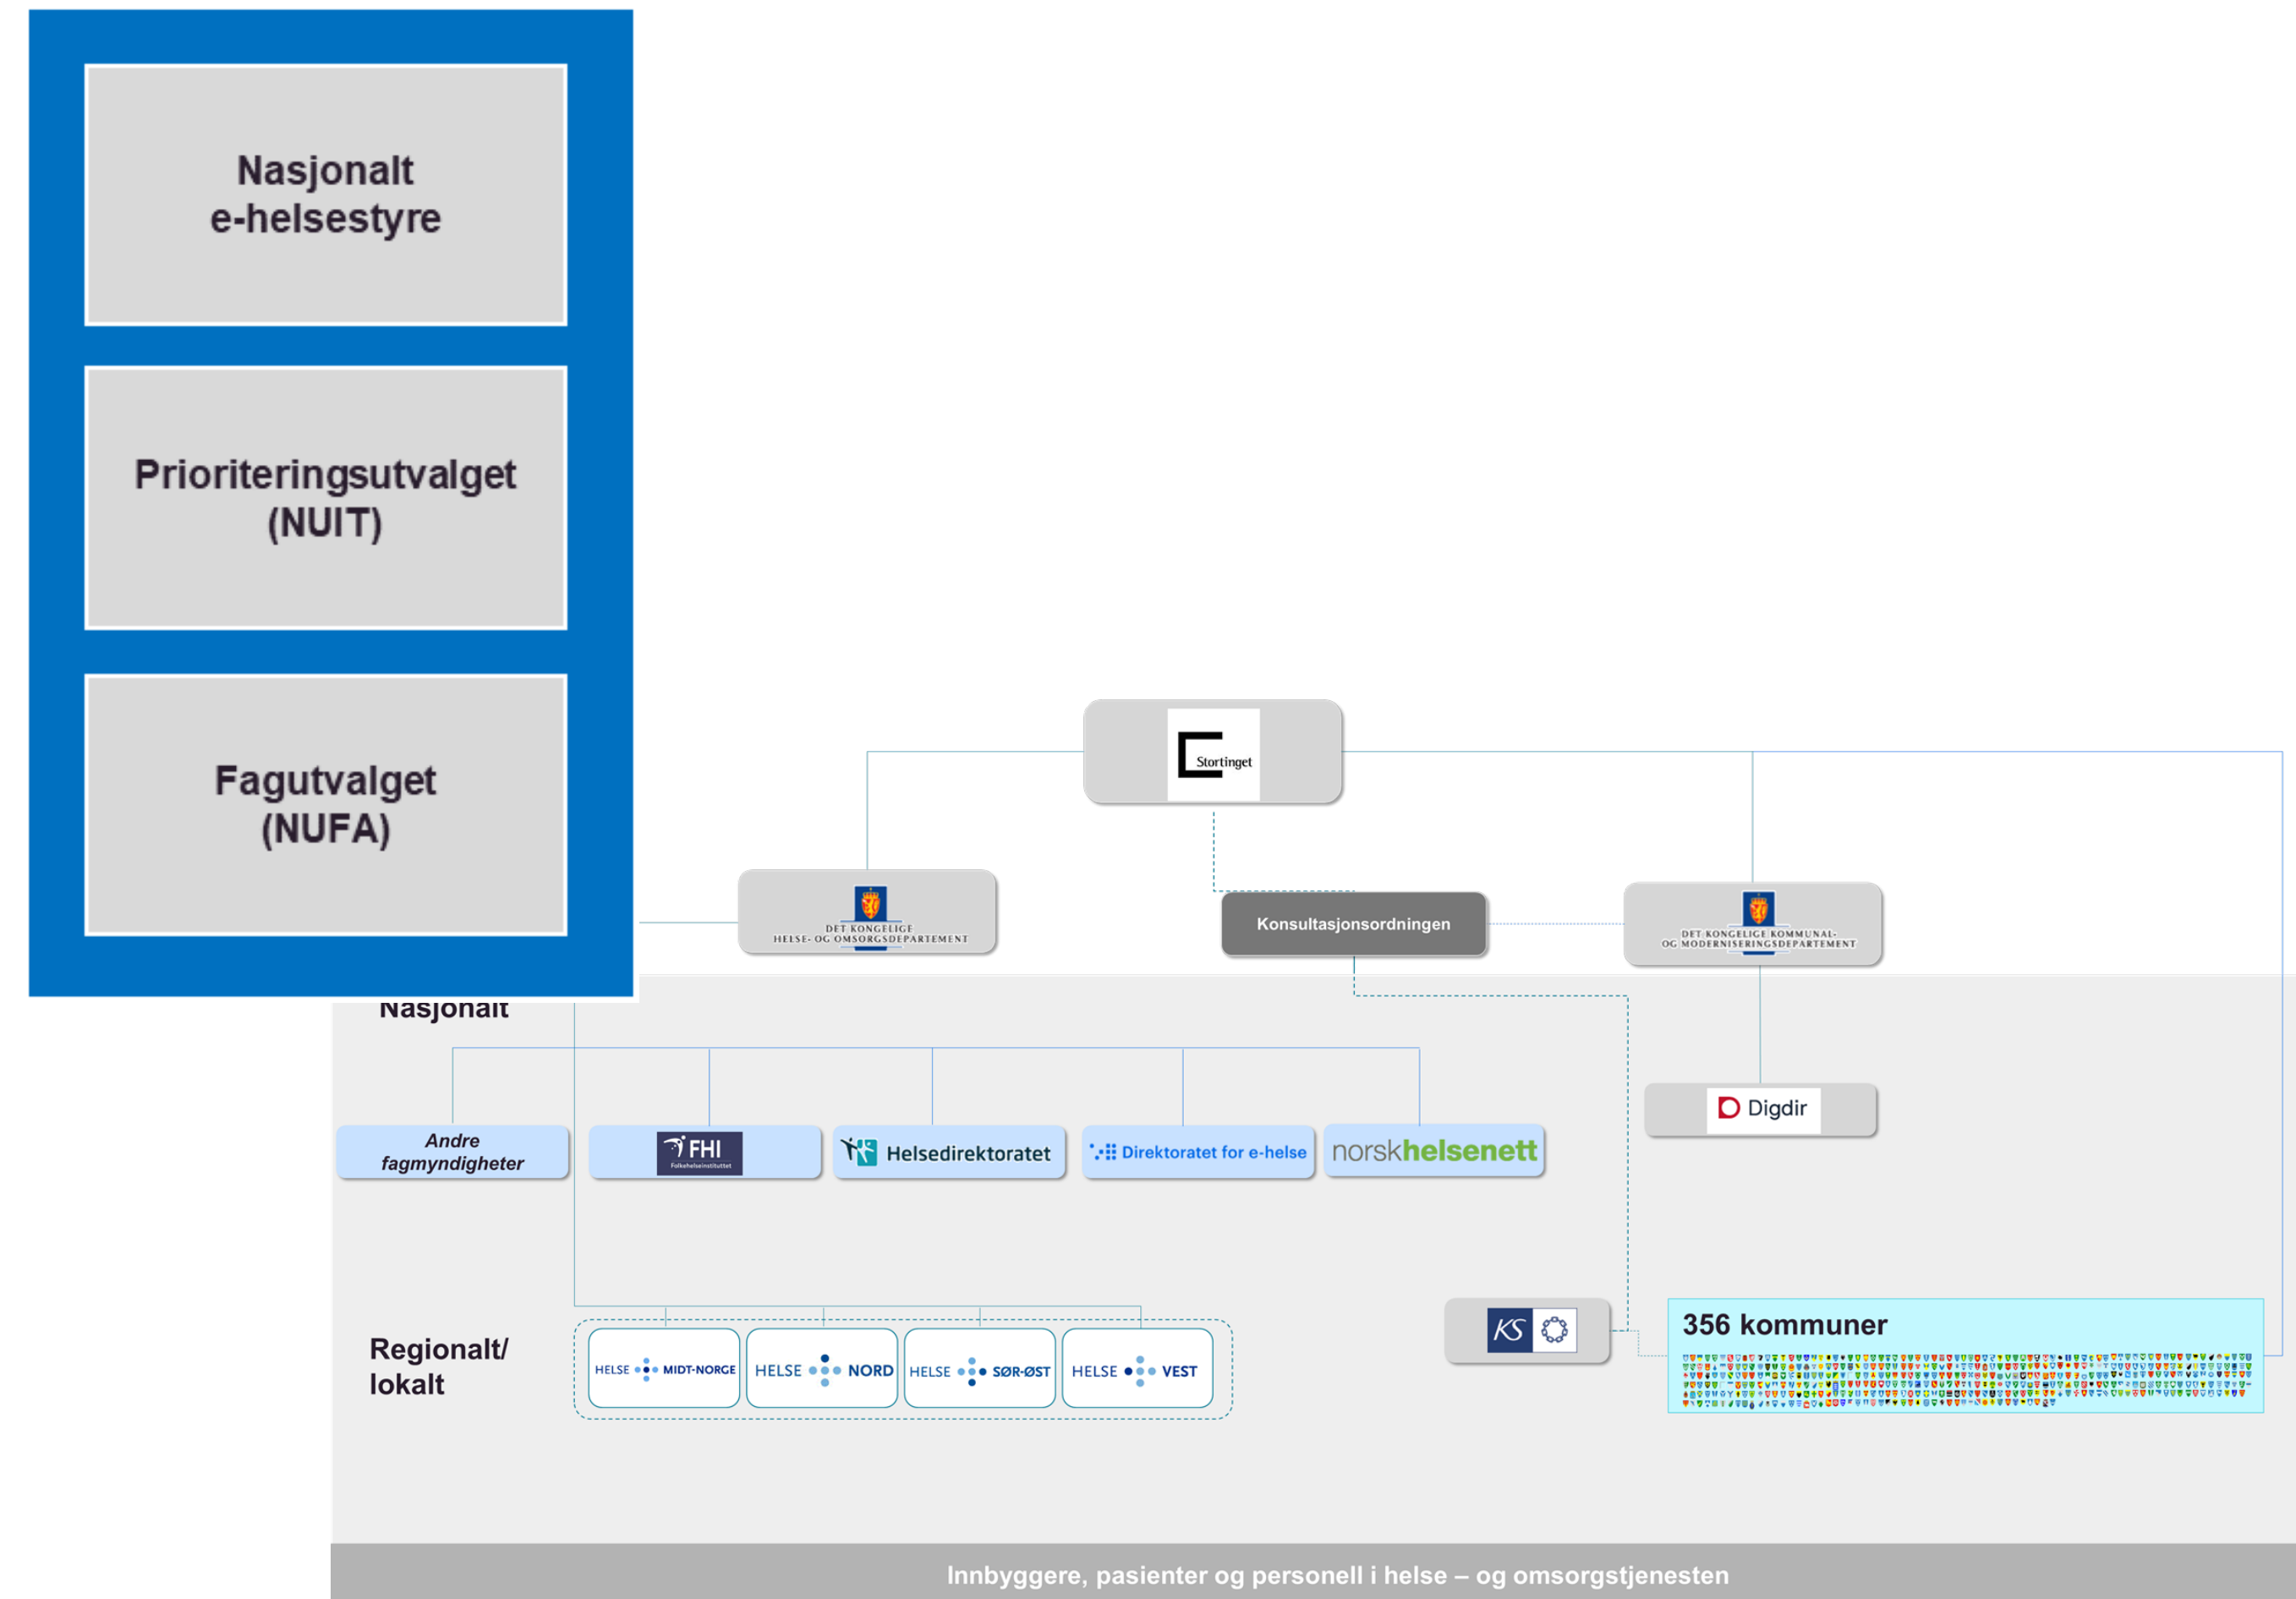 Nasjonalt
e-helsestyre
Prioriteringsutvalget
(NUIT)
Fagutvalget
(NUFA)
Stortinget
DET KONGELIGE
HELSE- OG OMSORGSDEPARTEMENT
Konsultasjonsordningen
DET KONGELIGE KOMMUNAL-
OG MODERNISERINGSDEPARTEMENT
Nasjonalt
Andre
fagmyndigheter
FHI
Folkehelseinstituttet
Helsedirektoratet
Direktoratet for e-helse
norskhelsenett
Digdir
Regionalt/
lokalt
HELSE MIDT-NORGE
HELSE NORD
HELSE SØR-ØST
HELSE VEST
KS
356 kommuner
Innbyggere, pasienter og personell i helse – og omsorgstjenesten